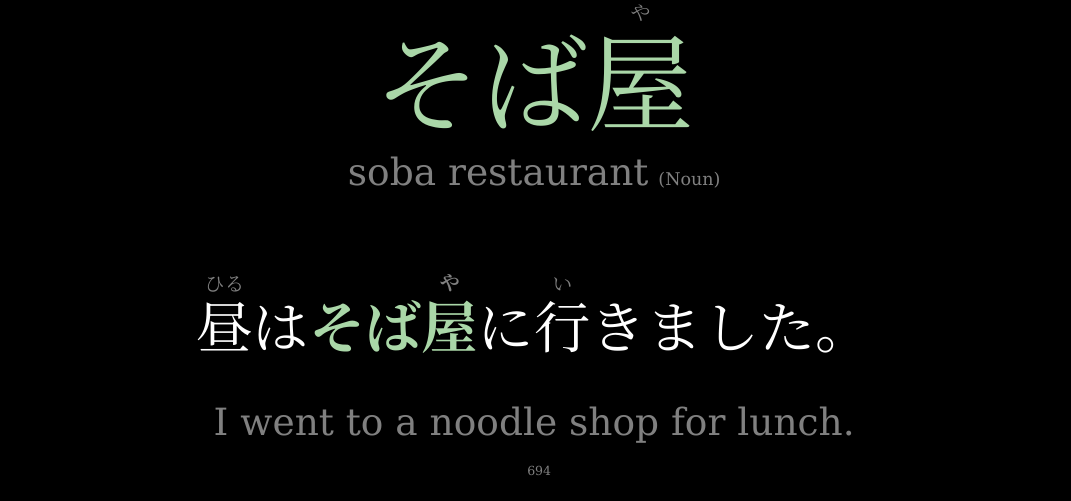 や
そば屋
soba restaurant (Noun)
ひる や い
昼はそば屋に行きました。
I went to a noodle shop for lunch.
694